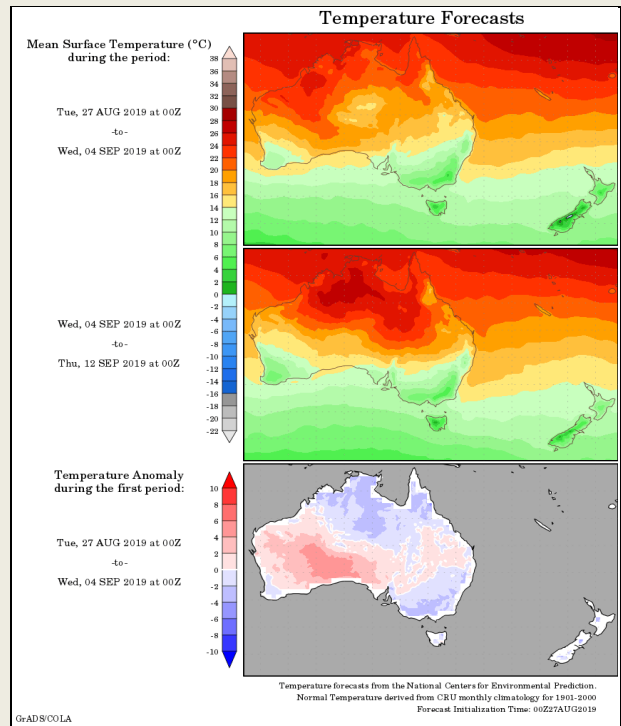 Temperature Forecasts
Mean Surface Temperature (°C)
during the period:
38
36
34
32
30
28
26
24
22
20
18
16
14
12
10
8
6
4
2
0
-2
-4
-6
-8
-10
-12
-14
-16
-18
-20
-22
Tue, 27 AUG 2019 at 00Z
-to-
Wed, 04 SEP 2019 at 00Z
Wed, 04 SEP 2019 at 00Z
-to-
Thu, 12 SEP 2019 at 00Z
Temperature Anomaly
during the first period:
10
8
6
4
2
0
-2
-4
-6
-8
-10
Tue, 27 AUG 2019 at 00Z
-to-
Wed, 04 SEP 2019 at 00Z
Temperature forecasts from the National Centers for Environmental Prediction.
Normal Temperature derived from CRU monthly climatology for 1901-2000
Forecast Initialization Time: 00Z27AUG2019
GrADS/COLA